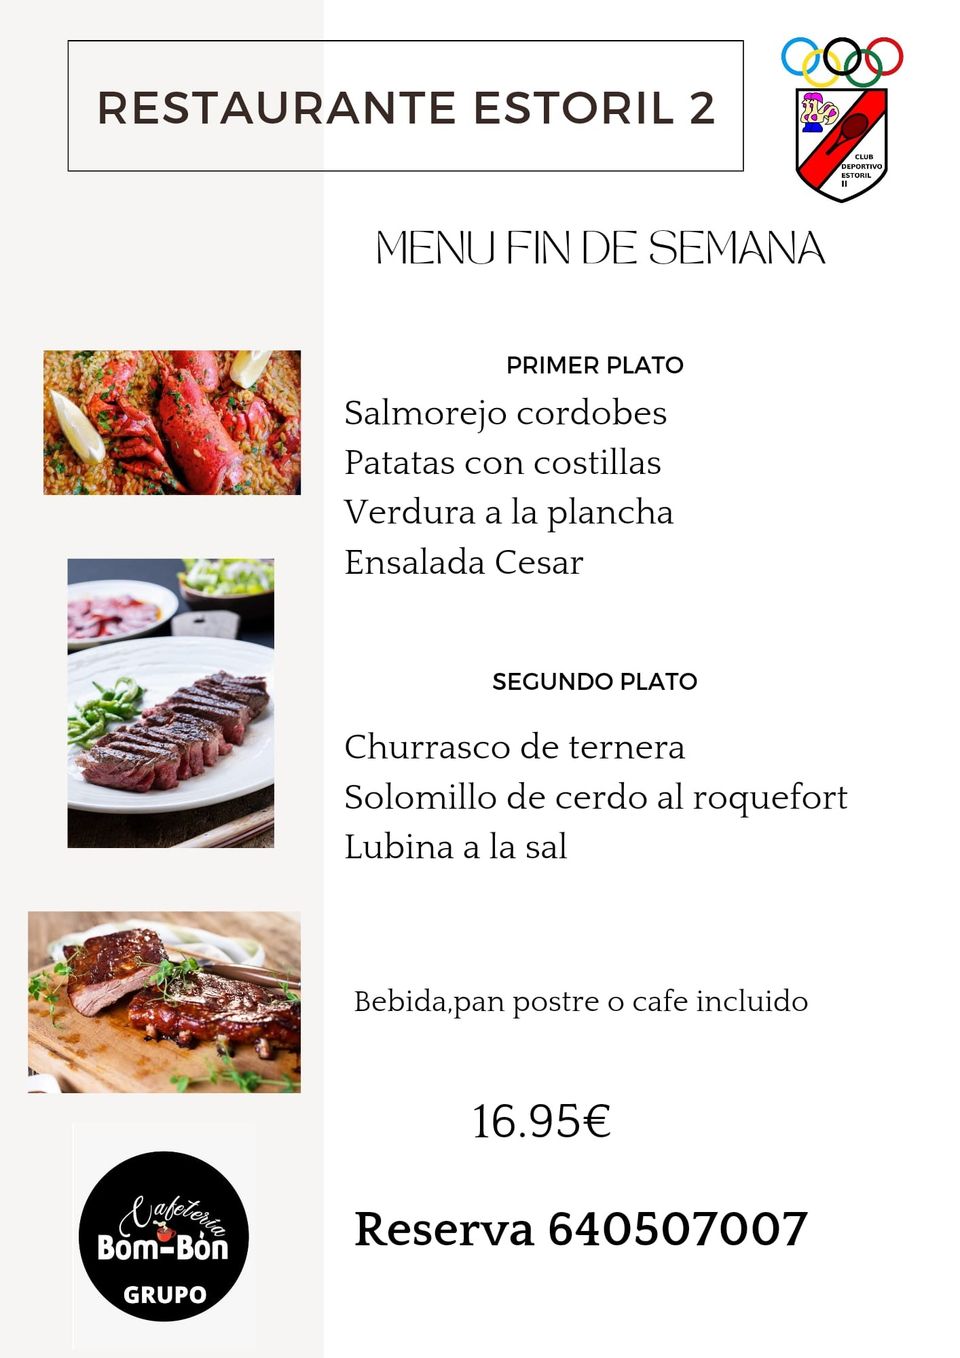 RESTAURANTE ESTORIL 2
CLUB
DEPORTIVO
ESTORIL
II
MENU FIN DE SEMANA
PRIMER PLATO
Salmorejo cordobes
Patatas con costillas
Verdura a la plancha
Ensalada Cesar
SEGUNDO PLATO
Churrasco de ternera
Solomillo de cerdo al roquefort
Lubina a la sal
Bebida,pan postre o cafe incluido
16.95€
Reserva 640507007
Cafetería
Bom-Bòn
GRUPO